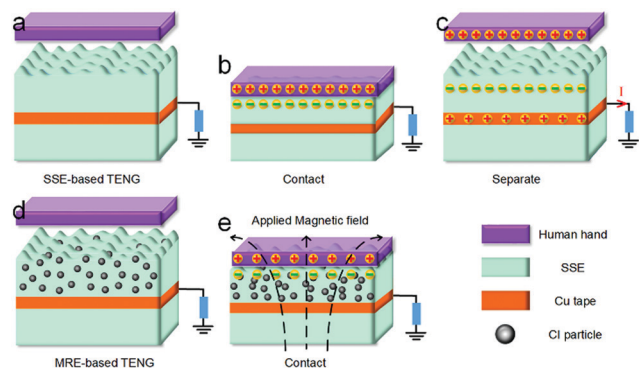 a
b
c
I
SSE-based TENG
Contact
Separate
d
e
Applied Magnetic field
MRE-based TENG
Contact
Human hand
SSE
Cu tape
CI particle